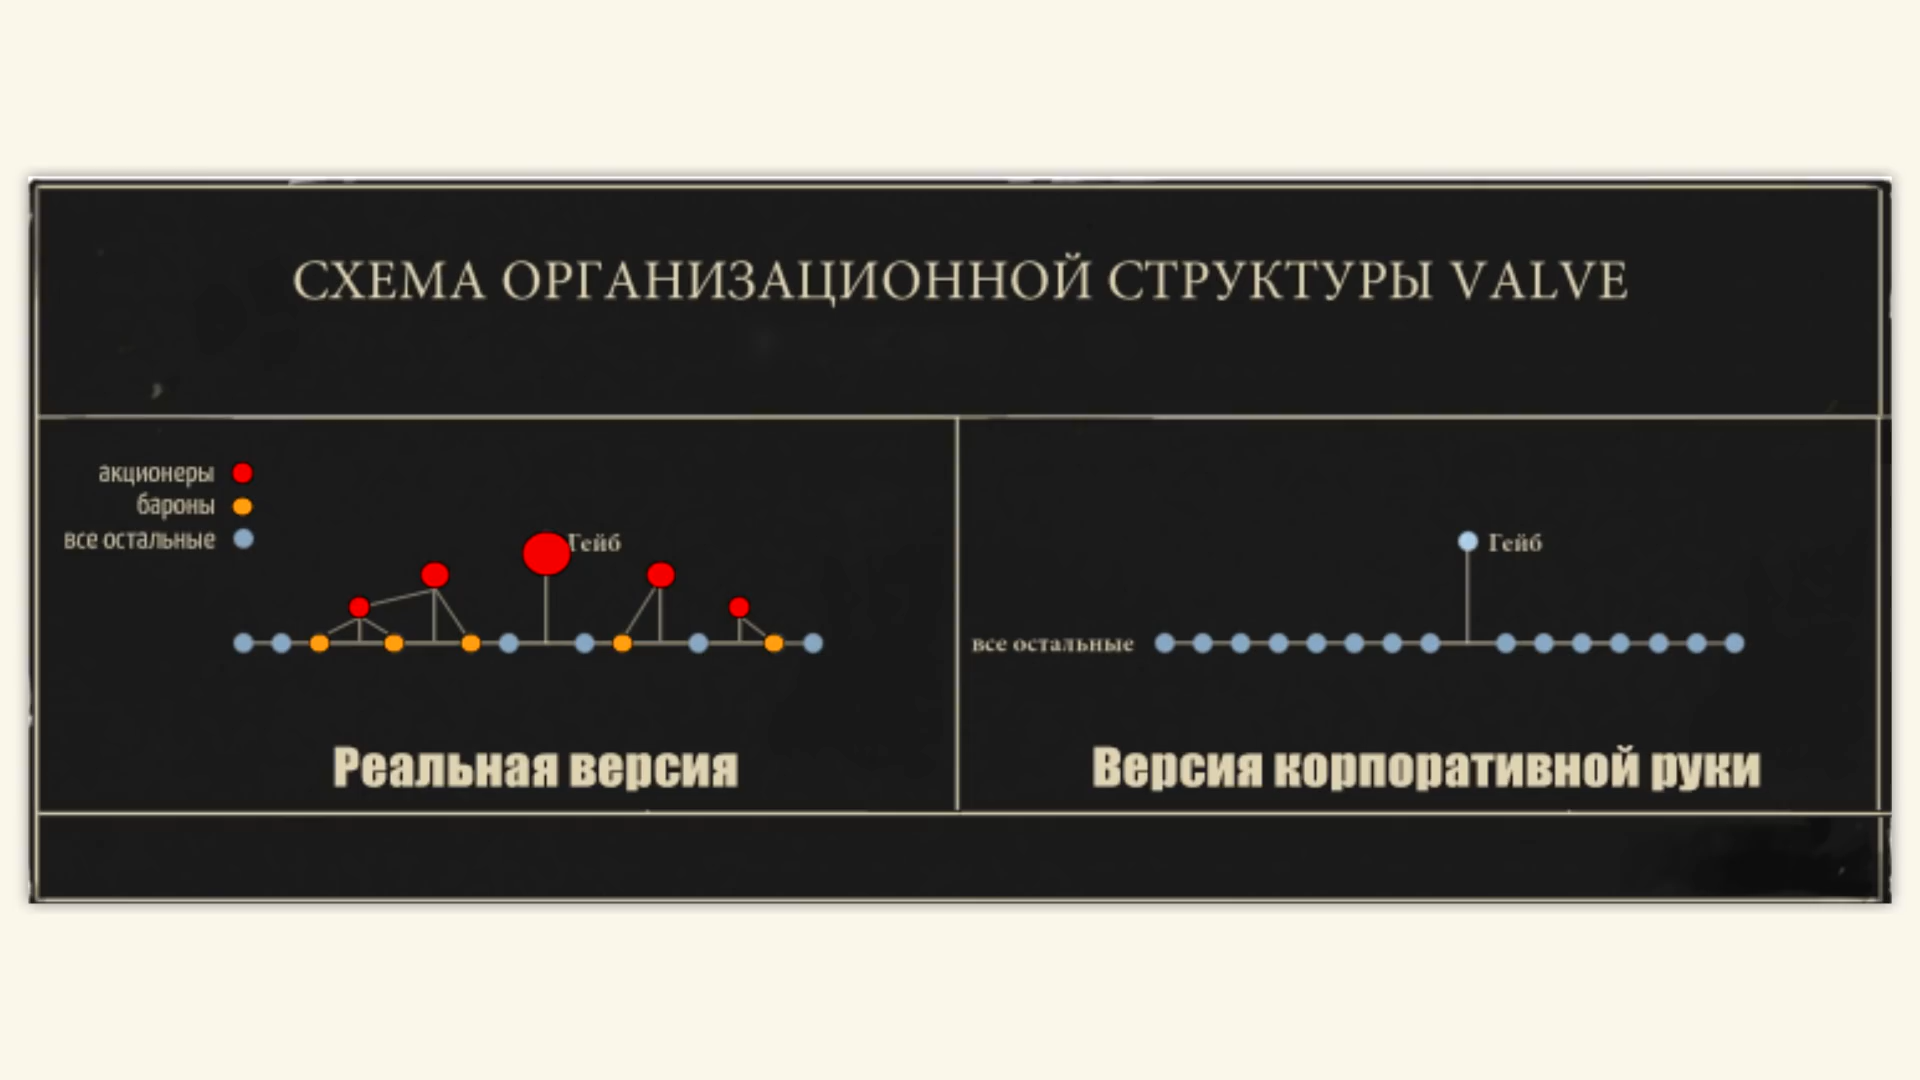 СХЕМА ОРГАНИЗАЦИОННОЙ СТРУКТУРЫ VALVE
акционеры
бароны
все остальные
Гейб
Реальная версия
Гейб
все остальные
Версия корпоративной руки